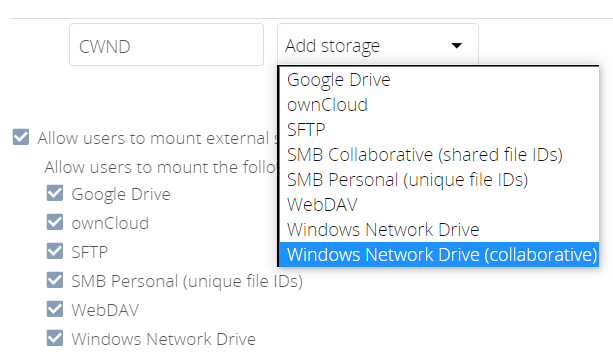 CWND
Add storage
Google Drive
ownCloud
SFTP
SMB Collaborative (shared file IDs)
SMB Personal (unique file IDs)
WebDAV
Windows Network Drive
Windows Network Drive (collaborative)
Allow users to mount external
Allow users to mount the follo
Google Drive
ownCloud
SFTP
SMB Personal (unique file IDs)
WebDAV
Windows Network Drive